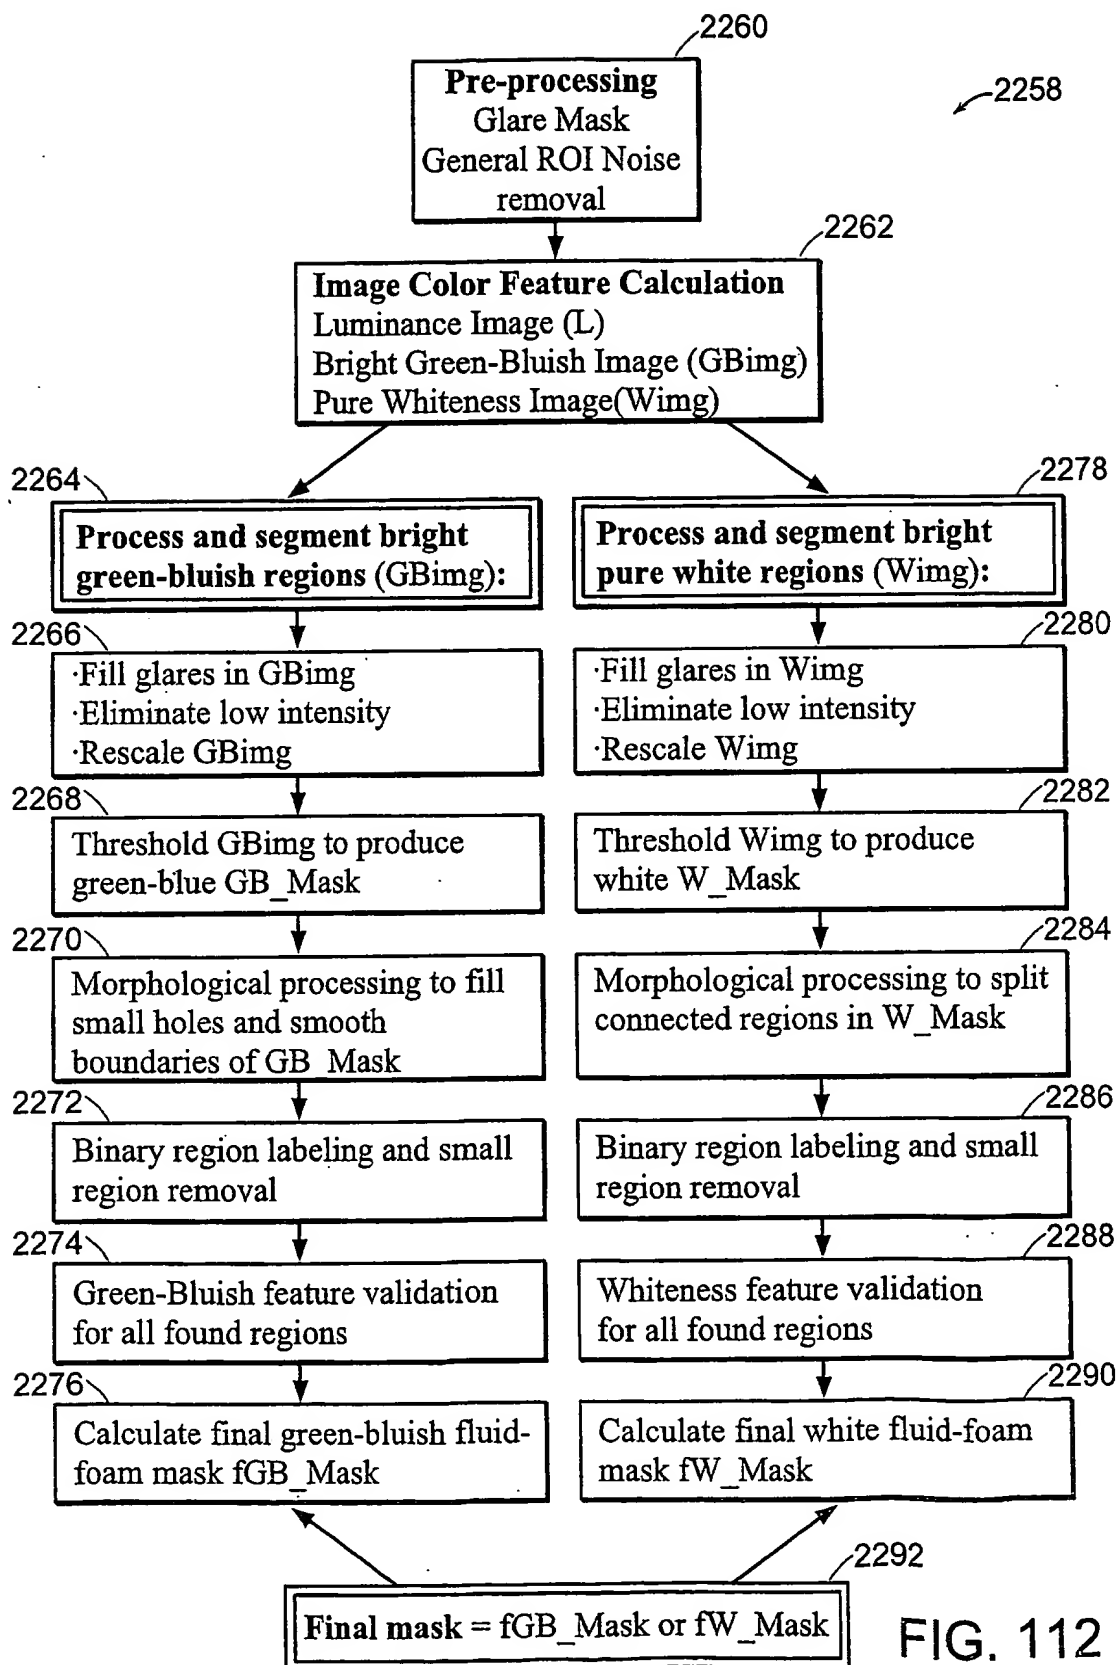 2260
Pre-processing
Glare Mask
General ROI Noise
removal
2258
2262
Image Color Feature Calculation
Luminance Image (L)
Bright Green-Bluish Image (GBimg)
Pure Whiteness Image(Wimg)
2264
Process and segment bright
green-bluish regions (GBimg):
2266
·Fill glares in GBimg
·Eliminate low intensity
·Rescale GBimg
2268
Threshold GBimg to produce
green-blue GB_Mask
2270
Morphological processing to fill
small holes and smooth
boundaries of GB_Mask
2272
Binary region labeling and small
region removal
2274
Green-Bluish feature validation
for all found regions
2276
Calculate final green-bluish fluid-
foam mask fGB_Mask
2278
Process and segment bright
pure white regions (Wimg):
2280
·Fill glares in Wimg
·Eliminate low intensity
·Rescale Wimg
2282
Threshold Wimg to produce
white W_Mask
2284
Morphological processing to split
connected regions in W_Mask
2286
Binary region labeling and small
region removal
2288
Whiteness feature validation
for all found regions
2290
Calculate final white fluid-foam
mask fW_Mask
2292
Final mask = fGB_Mask or fW_Mask
FIG. 112